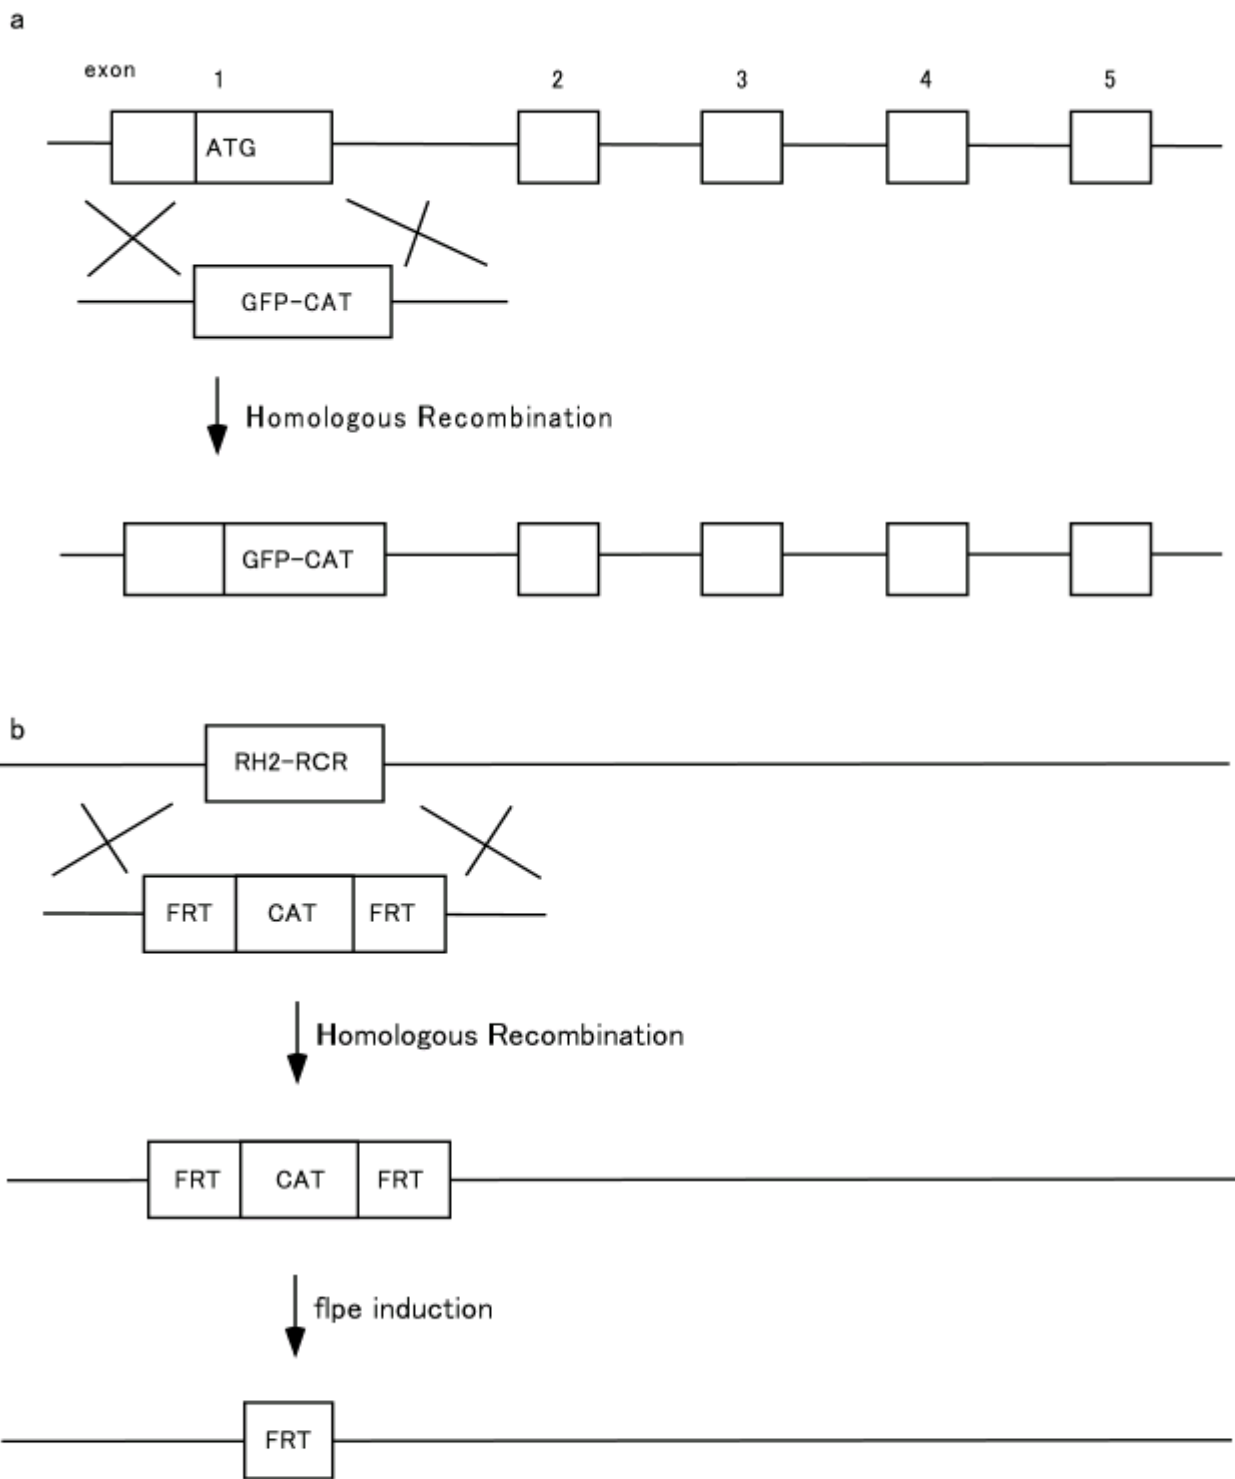 a
exon 1 2 3 4 5
ATG
GFP-CAT
Homologous Recombination
GFP-CAT
b
RH2-RCR
FRT CAT FRT
Homologous Recombination
FRT CAT FRT
flpe induction
FRT